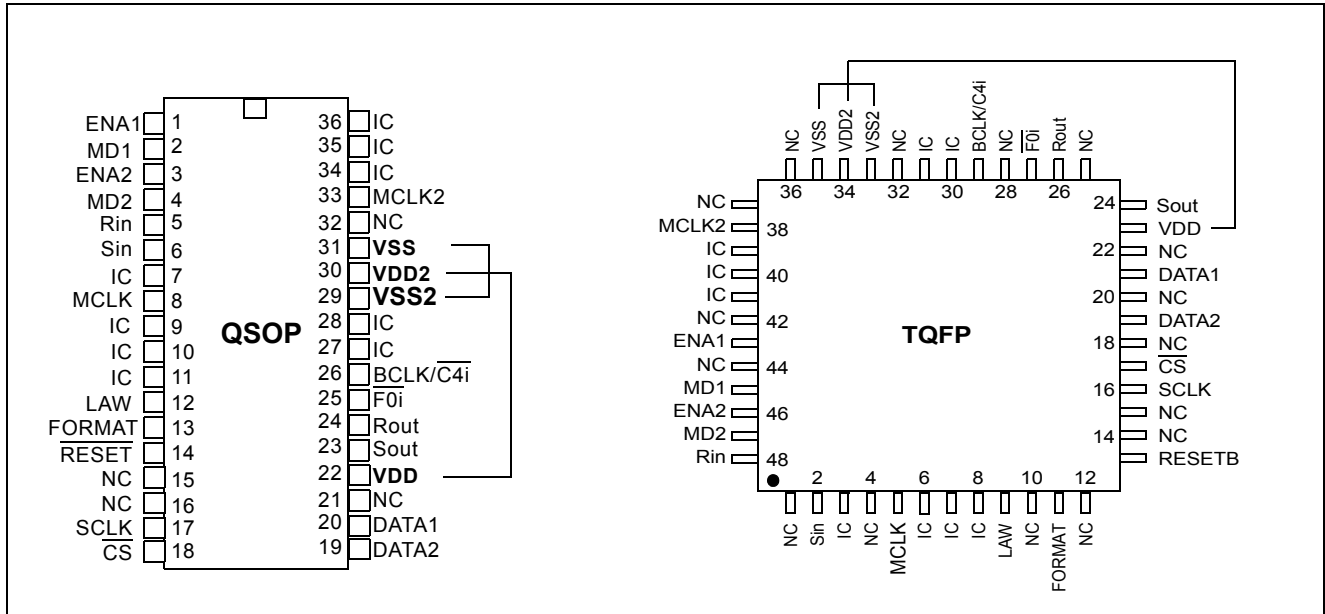 ENA1 1
MD1 2
ENA2 3
MD2 4
Rin 5
Sin 6
IC 7
MCLK 8
IC 9
IC 10
IC 11
LAW 12
FORMAT 13
R̅E̅S̅E̅T̅ 14
NC 15
NC 16
SCLK 17
C̅S̅ 18
QSOP
36 IC
35 IC
34 IC
33 MCLK2
32 NC
31 VSS
30 VDD2
29 VSS2
28 IC
27 IC
26 BCLK/C̅4̅i̅
25 F̅0̅i̅
24 Rout
23 Sout
22 VDD
21 NC
20 DATA1
19 DATA2
NC
VSS
VDD2
VSS2
NC
IC
IC
BCLK/C4i
NC
F̅0̅i̅
Rout
NC
36 34 32 30 28 26
NC
MCLK2 38
IC
IC 40
IC
NC 42
ENA1
NC 44
MD1
ENA2 46
MD2
Rin 48
TQFP
24 Sout
VDD
22 NC
DATA1
20 NC
DATA2
18 NC
C̅S̅
16 SCLK
NC
14 NC
RESETB
2 4 6 8 10 12
NC
Sin
IC
NC
MCLK
IC
IC
IC
LAW
NC
FORMAT
NC